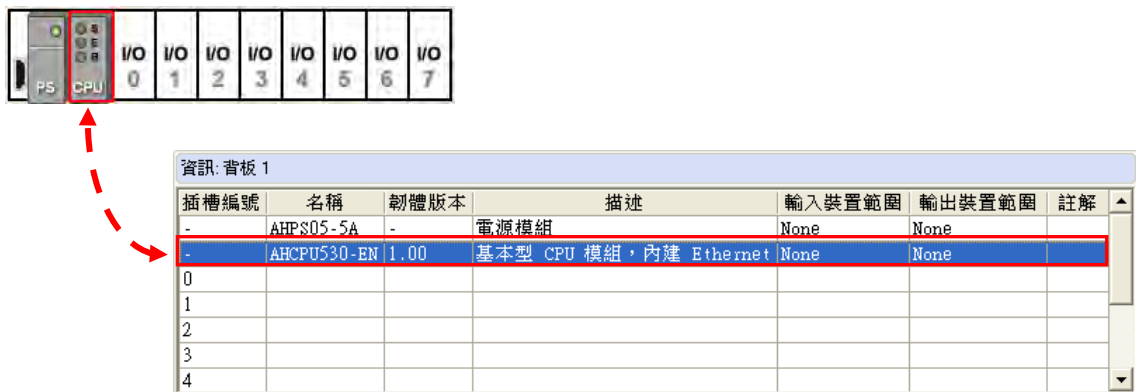 S
E
B
I/O I/O I/O I/O I/O I/O I/O I/O
PS CPU 0 1 2 3 4 5 6 7
資訊: 背板 1
插槽編號 名稱 韌體版本 描述 輸入裝置範圍 輸出裝置範圍 註解
- AHPS05-5A - 電源模組 None None
- AHCPU530-EN 1.00 基本型 CPU 模組，內建 Ethernet None None
0
1
2
3
4